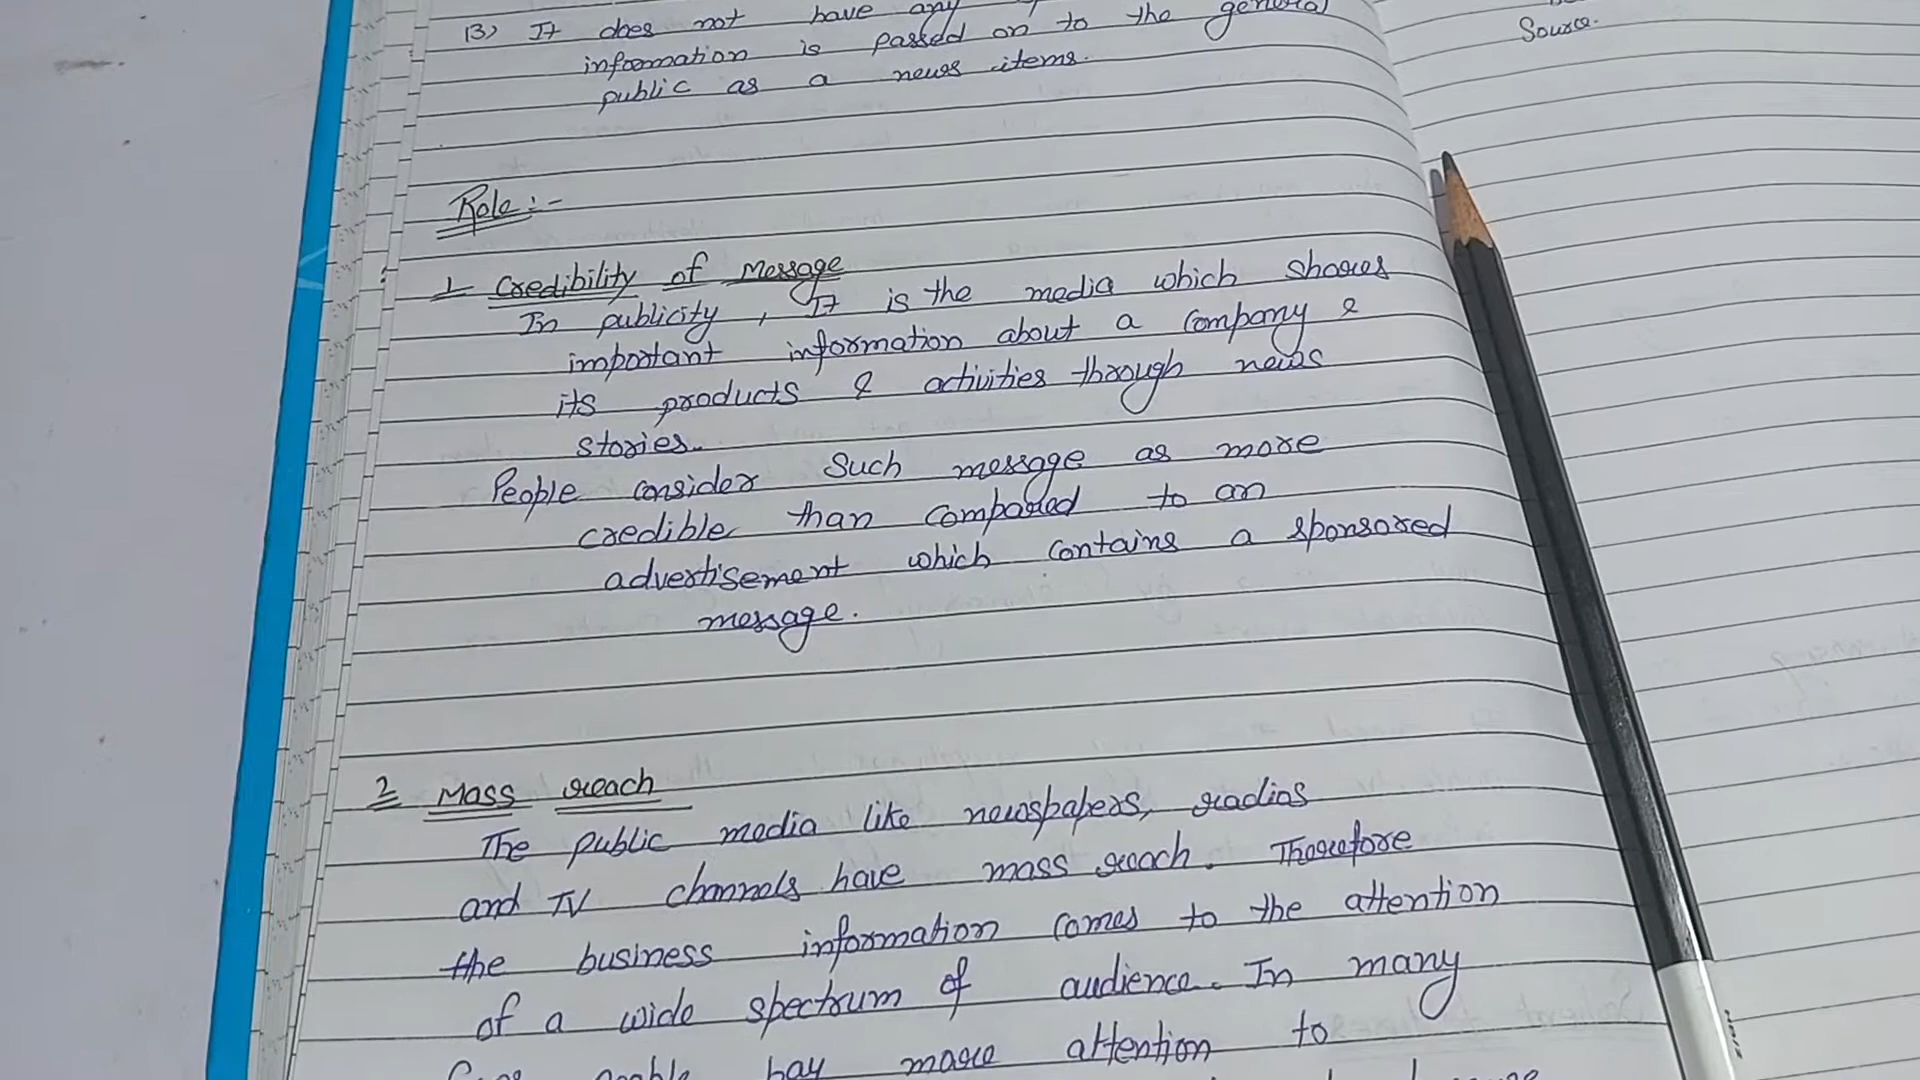 13) It does not have any
information is passed on to the general
public as a news items.
Source.
Role:-
1 Credibility of Message
In publicity, It is the media which shares
important information about a company &
its products & activities through news
stories.
People consider such message as more
credible than compared to an
advertisement which contains a sponsored
message.
2 Mass reach
The public media like newspapers, radios
and TV channels have mass reach. Therefore
the business information comes to the attention
of a wide spectrum of audience. In many
people pay more attention to